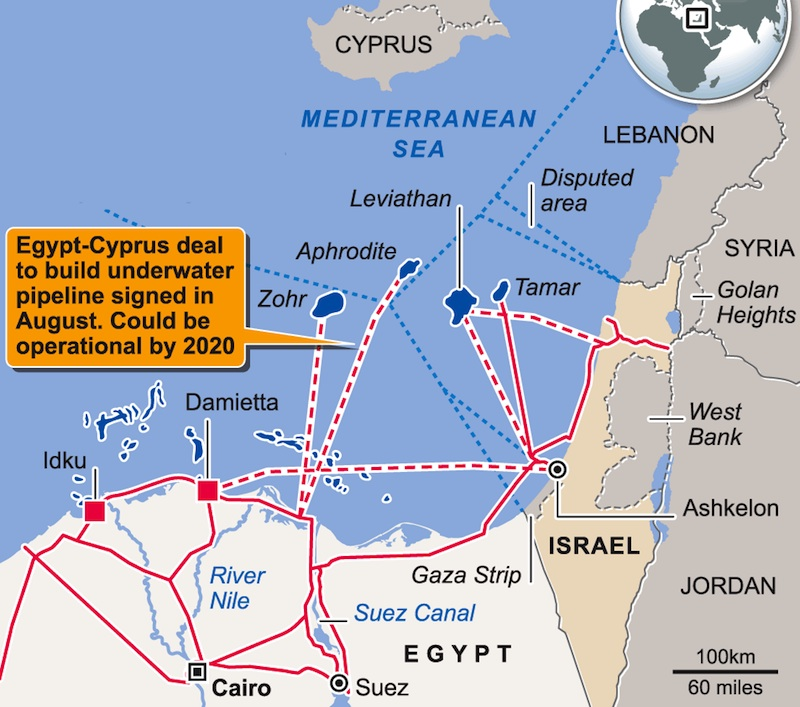 CYPRUS
MEDITERRANEAN
SEA
LEBANON
Disputed
area
Leviathan
SYRIA
Aphrodite
Egypt-Cyprus deal
to build underwater
pipeline signed in
August. Could be
operational by 2020
Zohr
Tamar
Golan
Heights
Damietta
West
Bank
Idku
Ashkelon
ISRAEL
Gaza Strip
River
Nile
JORDAN
Suez Canal
EGYPT
100km
60 miles
Cairo
Suez